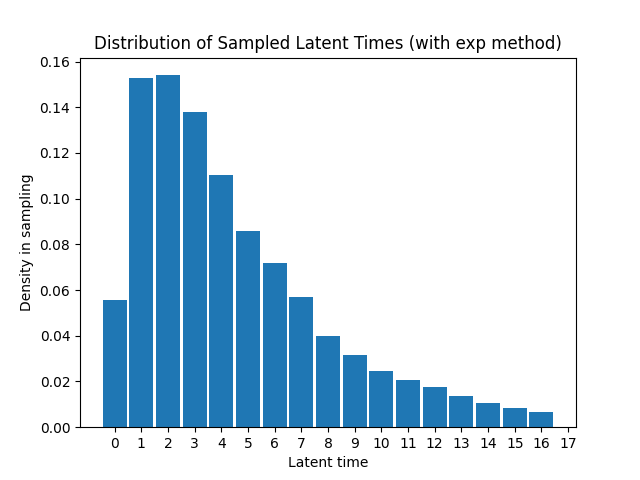 Distribution of Sampled Latent Times (with exp method)
0.16
0.14
0.12
0.10
0.08
0.06
0.04
0.02
0.00
Density in sampling
0 1 2 3 4 5 6 7 8 9 10 11 12 13 14 15 16 17
Latent time